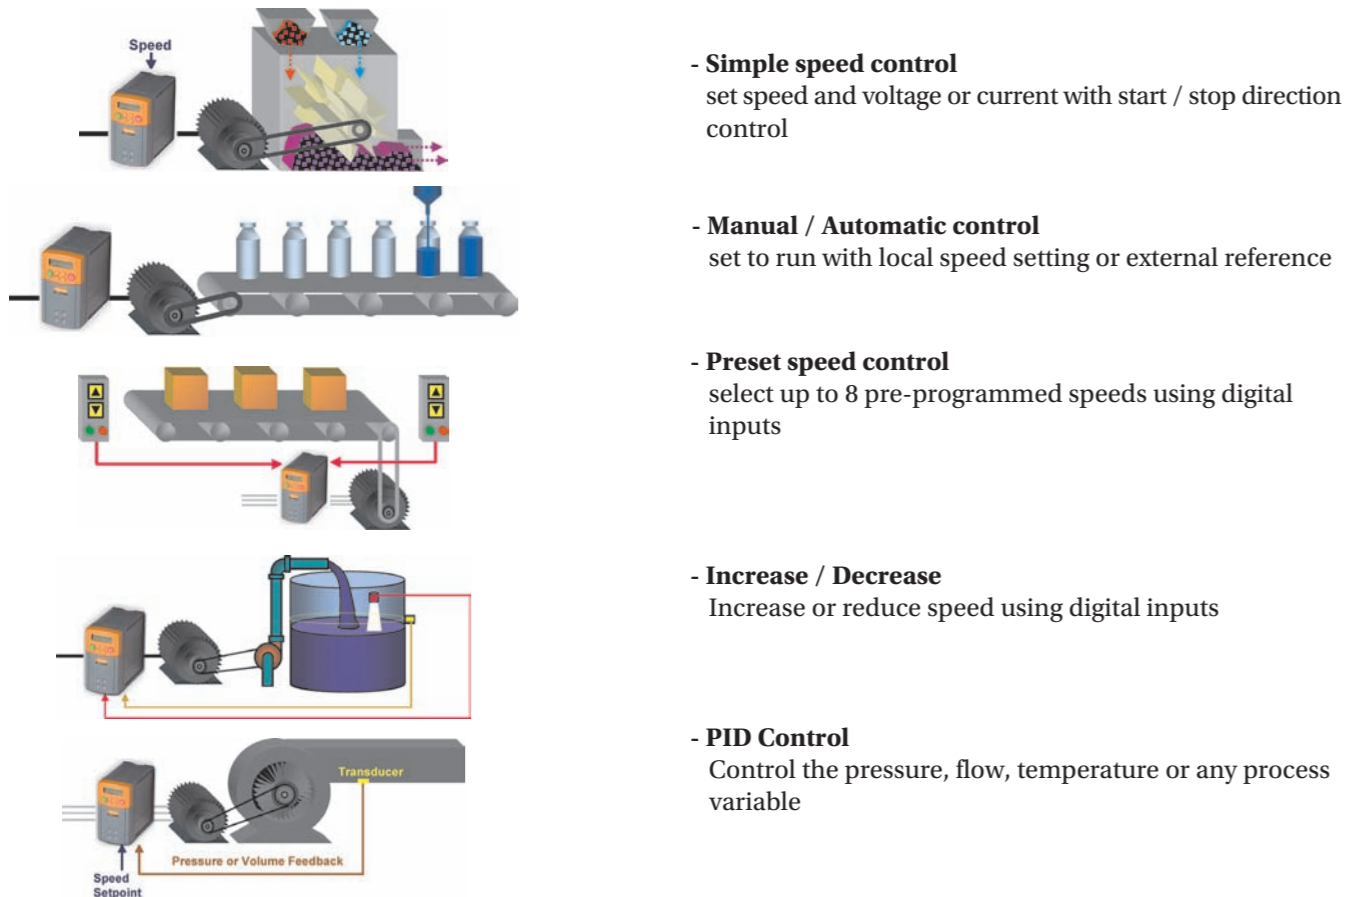 Speed
- Simple speed control
set speed and voltage or current with start / stop direction
control
- Manual / Automatic control
set to run with local speed setting or external reference
- Preset speed control
select up to 8 pre-programmed speeds using digital
inputs
- Increase / Decrease
Increase or reduce speed using digital inputs
- PID Control
Control the pressure, flow, temperature or any process
variable
Transducer
Pressure or Volume Feedback
Speed
Setpoint